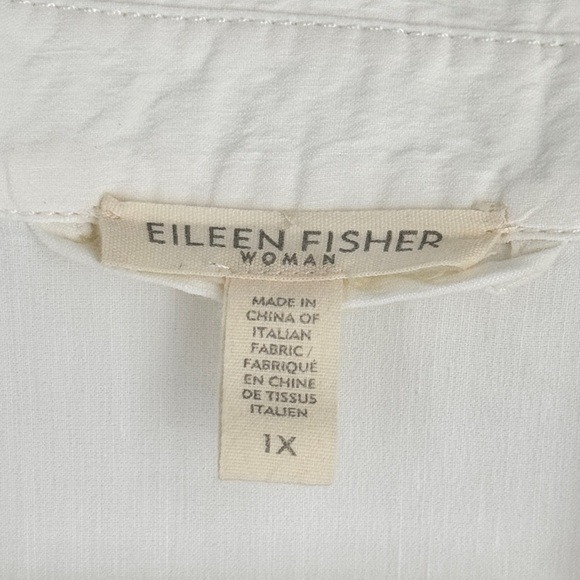 EILEEN FISHER
WOMAN
MADE IN
CHINA OF
ITALIAN
FABRIC /
FABRIQUÉ
EN CHINE
DE TISSUS
ITALIEN
1X